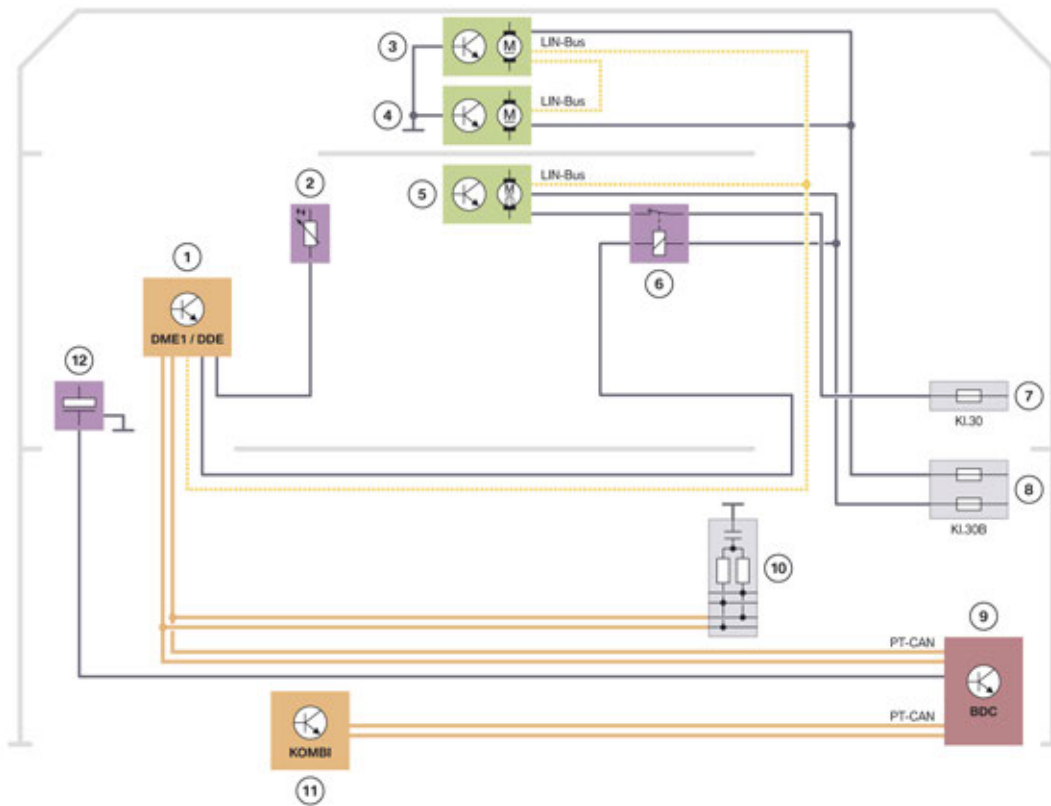 3
LIN-Bus
M
4
LIN-Bus
M
2
5
LIN-Bus
M
1
6
DME1 / DDE
12
7
Kl.30
8
Kl.30B
10
9
PT-CAN
BDC
PT-CAN
KOMBI
11